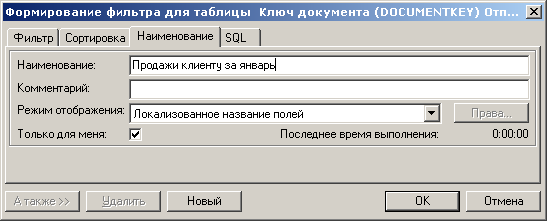 Формирование фильтра для таблицы Ключ документа (DOCUMENTKEY) Отп...
Фильтр Сортировка Наименование SQL
Наименование: Продажи клиенту за январь
Комментарий:
Режим отображения: Локализованное название полей Права...
Только для меня: Последнее время выполнения: 0:00:00
А также >> Удалить Новый OK Отмена